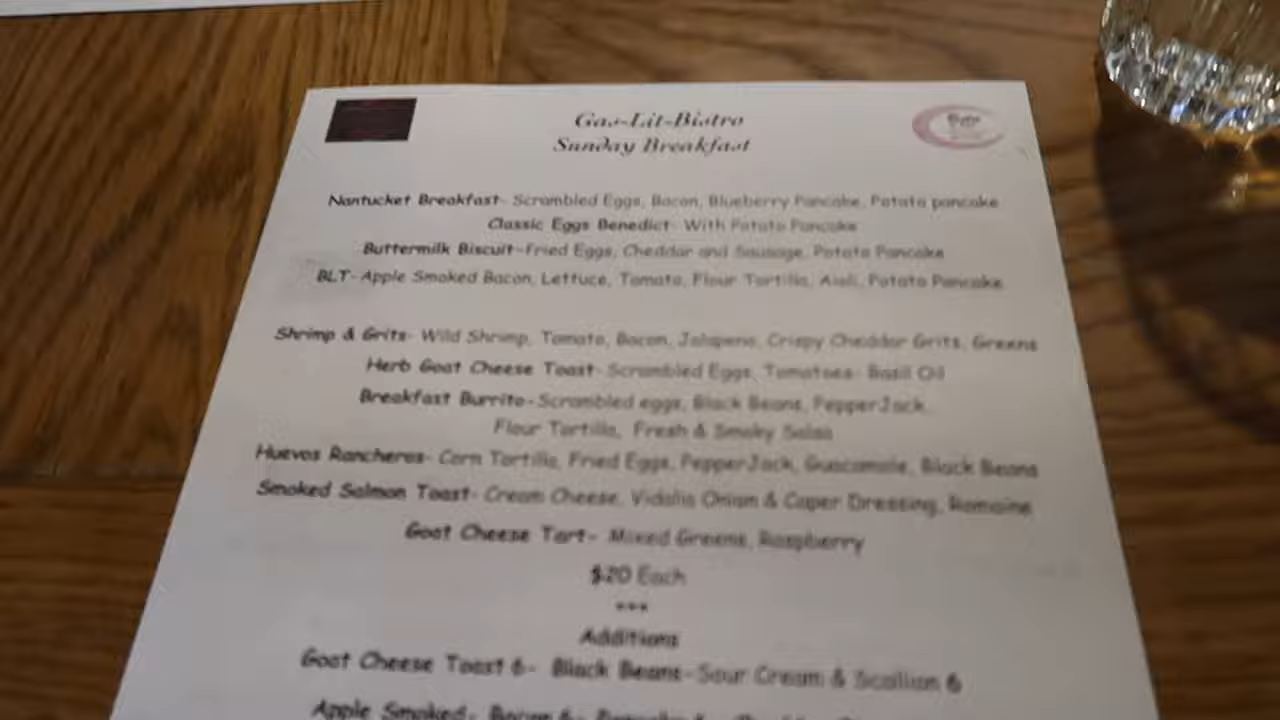 Gas-Lit-Bistro
Sunday Breakfast
Nantucket Breakfast- Scrambled Eggs, Bacon, Blueberry Pancake, Potato pancake
Classic Eggs Benedict- With Potato Pancake
Buttermilk Biscuit-Fried Eggs, Cheddar and Sausage, Potato Pancake
BLT- Apple Smoked Bacon, Lettuce, Tomato, Flour Tortilla, Aioli, Potato Pancake
Shrimp & Grits- Wild Shrimp, Tomato, Bacon, Jalapeno, Crispy Cheddar Grits, Greens
Herb Goat Cheese Toast- Scrambled Eggs, Tomatoes- Basil Oil
Breakfast Burrito-Scrambled eggs, Black Beans, PepperJack,
Flour Tortilla, Fresh & Smoky Salsa
Huevos Rancheros- Corn Tortilla, Fried Eggs, PepperJack, Guacamole, Black Beans
Smoked Salmon Toast- Cream Cheese, Vidalia Onion & Caper Dressing, Romaine
Goat Cheese Tart- Mixed Greens, Raspberry
$20 Each
***
Additions
Goat Cheese Toast 6- Black Beans-Sour Cream & Scallion 6
Apple Smoked- Bacon 6-